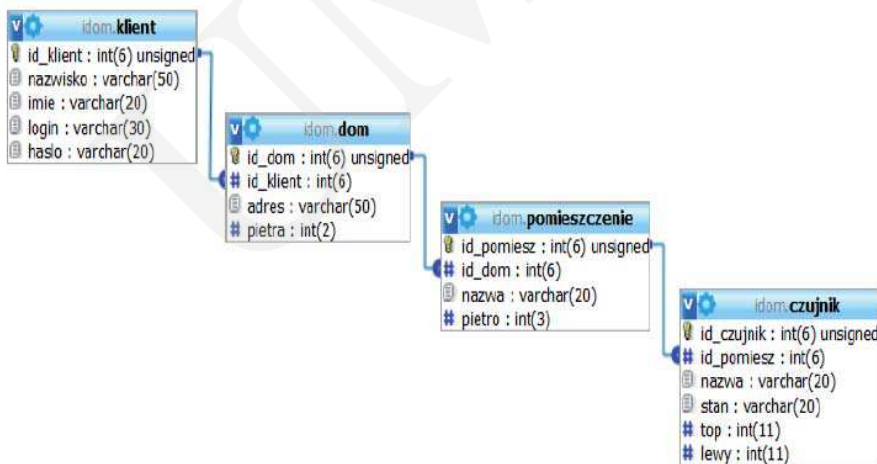 idom.klient
id_klient : int(6) unsigned
nazwisko : varchar(50)
imie : varchar(20)
login : varchar(30)
haslo : varchar(20)
idom.dom
id_dom : int(6) unsigned
id_klient : int(6)
adres : varchar(50)
pietra : int(2)
idom.pomieszczenie
id_pomiesz : int(6) unsigned
id_dom : int(6)
nazwa : varchar(20)
pietro : int(3)
idom.czujnik
id_czujnik : int(6) unsigned
id_pomiesz : int(6)
nazwa : varchar(20)
stan : varchar(20)
top : int(11)
lewy : int(11)